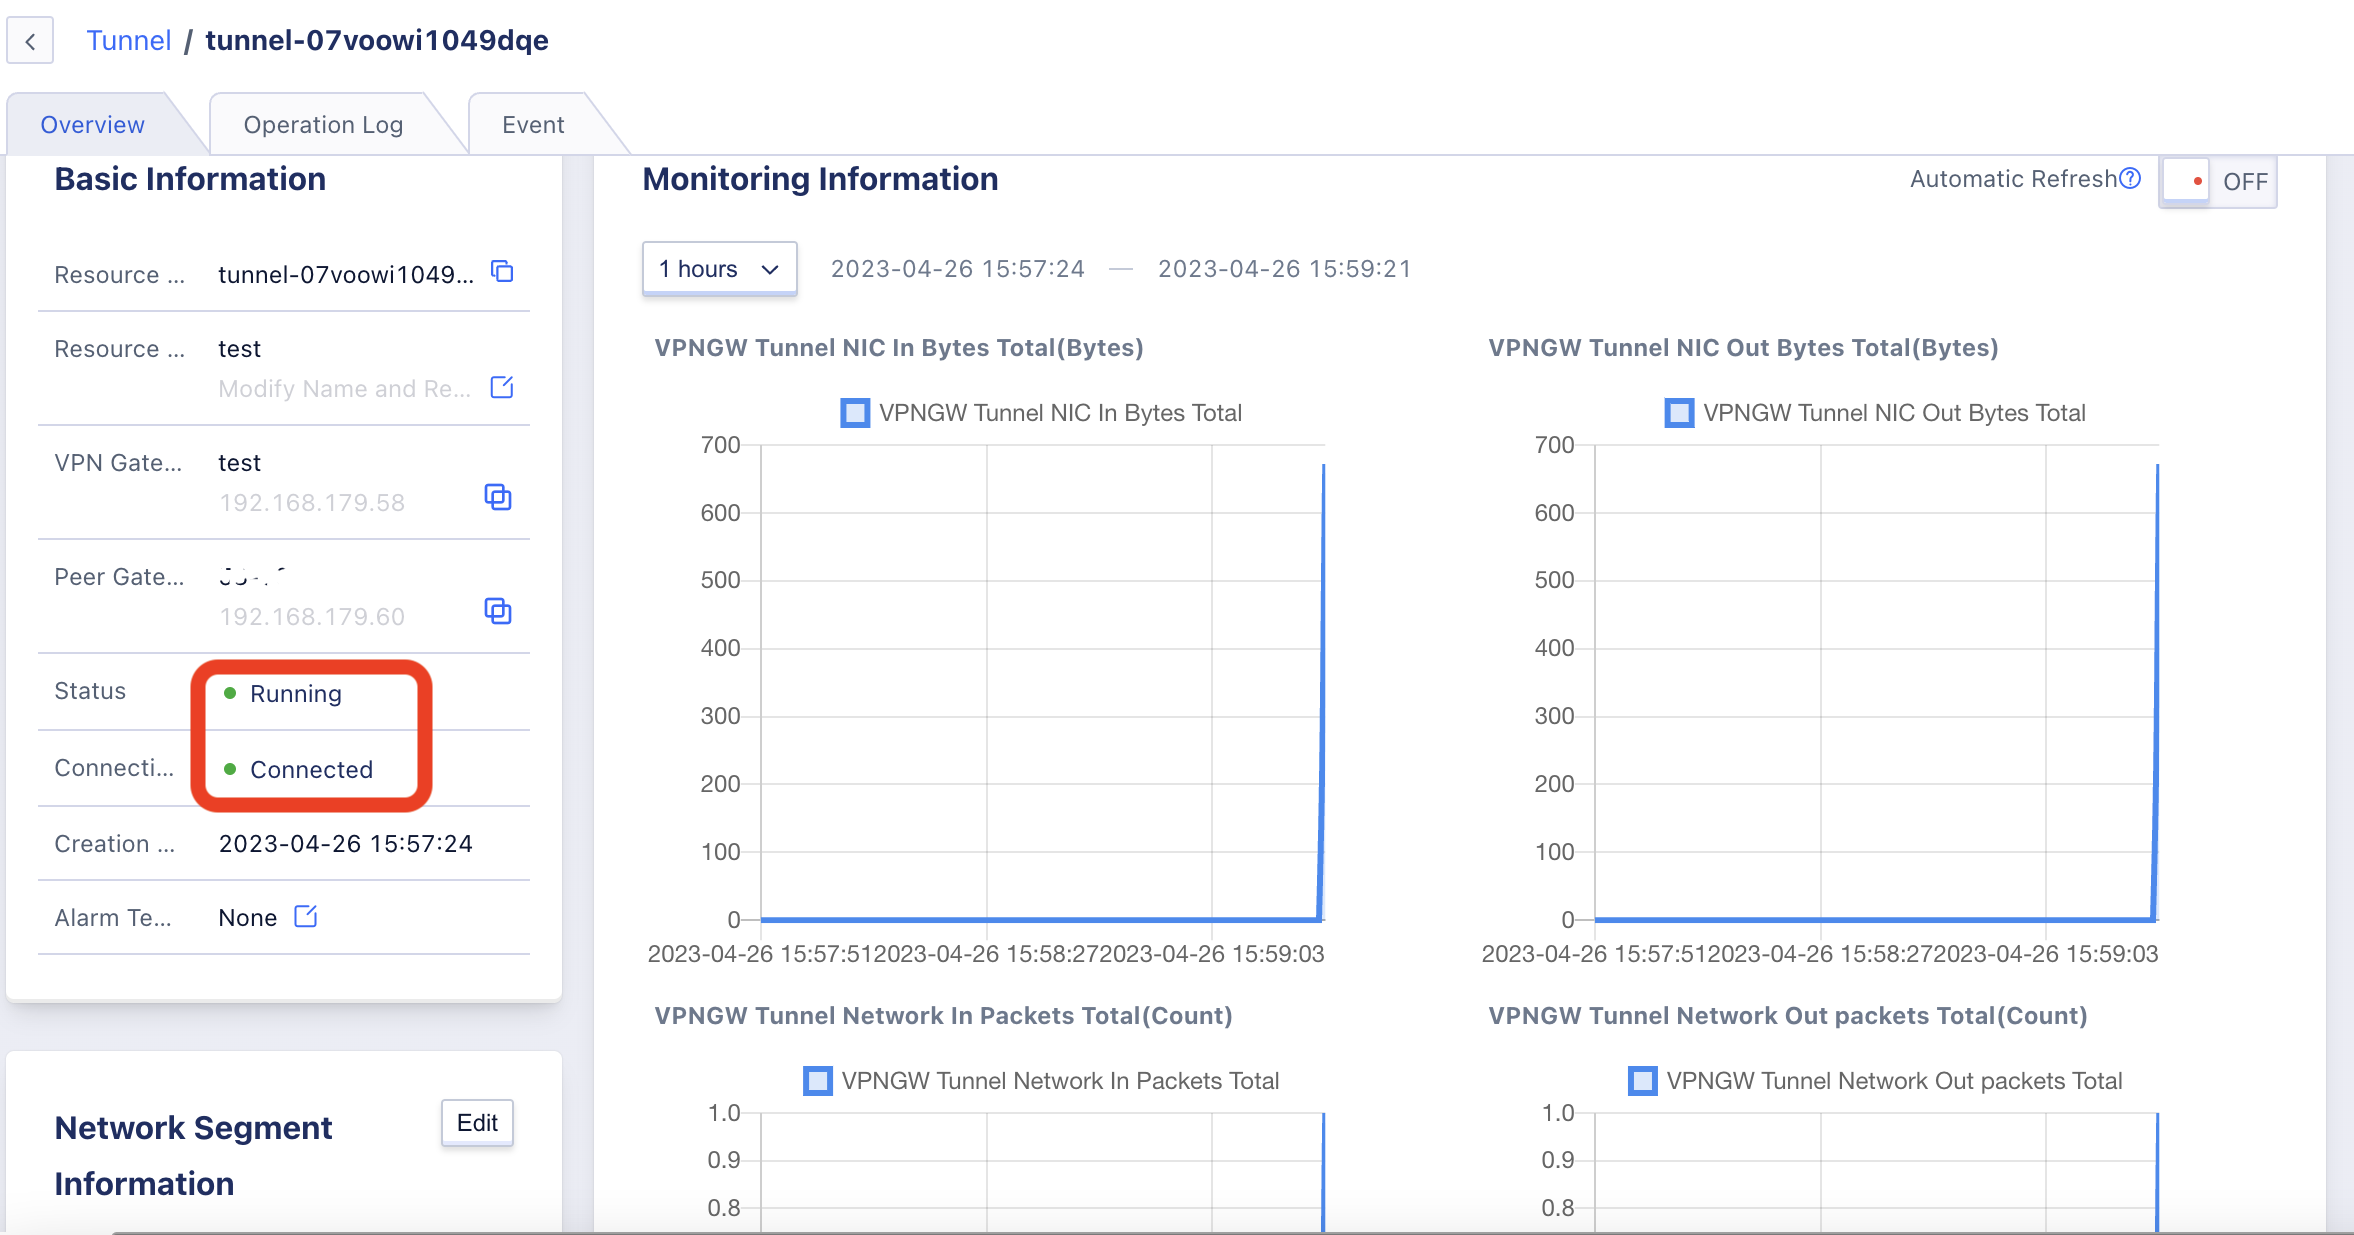 Tunnel / tunnel-07voowi1049dqe
Overview
Operation Log
Event
Basic Information
Resource ... tunnel-07voowi1049...
Resource ... test
Modify Name and Re...
VPN Gate... test
192.168.179.58
Peer Gate...
192.168.179.60
Status Running
Connecti... Connected
Creation ... 2023-04-26 15:57:24
Alarm Te... None
Network Segment
Information
Edit
Monitoring Information
Automatic Refresh ? OFF
1 hours 2023-04-26 15:57:24 — 2023-04-26 15:59:21
VPNGW Tunnel NIC In Bytes Total(Bytes)
VPNGW Tunnel NIC In Bytes Total
700
600
500
400
300
200
100
0
2023-04-26 15:57:51 2023-04-26 15:58:27 2023-04-26 15:59:03
VPNGW Tunnel NIC Out Bytes Total(Bytes)
VPNGW Tunnel NIC Out Bytes Total
700
600
500
400
300
200
100
0
2023-04-26 15:57:51 2023-04-26 15:58:27 2023-04-26 15:59:03
VPNGW Tunnel Network In Packets Total(Count)
VPNGW Tunnel Network In Packets Total
1.0
0.9
0.8
VPNGW Tunnel Network Out packets Total(Count)
VPNGW Tunnel Network Out packets Total
1.0
0.9
0.8